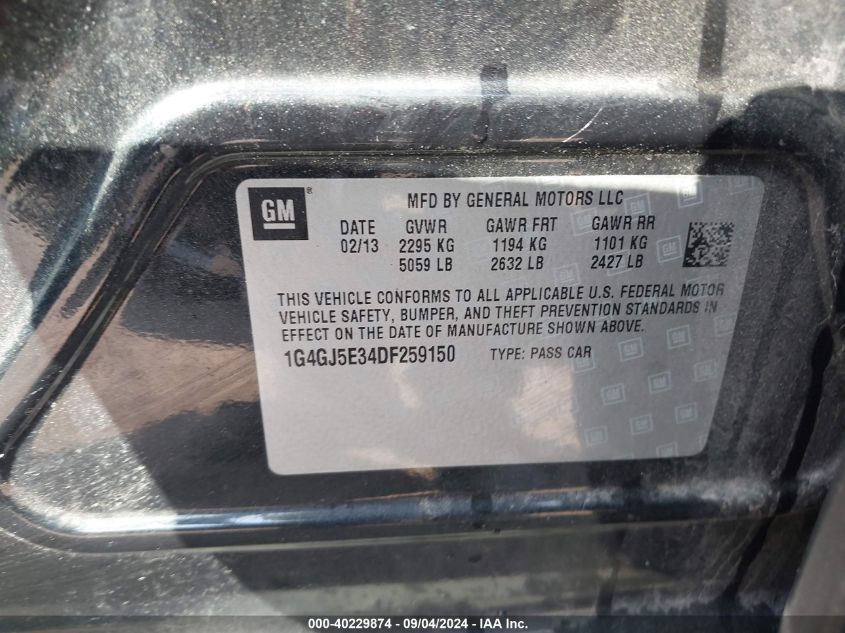 GM ®
MFD BY GENERAL MOTORS LLC
DATE GVWR GAWR FRT GAWR RR
02/13 2295 KG 1194 KG 1101 KG
5059 LB 2632 LB 2427 LB
THIS VEHICLE CONFORMS TO ALL APPLICABLE U.S. FEDERAL MOTOR
VEHICLE SAFETY, BUMPER, AND THEFT PREVENTION STANDARDS IN
EFFECT ON THE DATE OF MANUFACTURE SHOWN ABOVE.
1G4GJ5E34DF259150 TYPE: PASS CAR
000-40229874 - 09/04/2024 - IAA Inc.